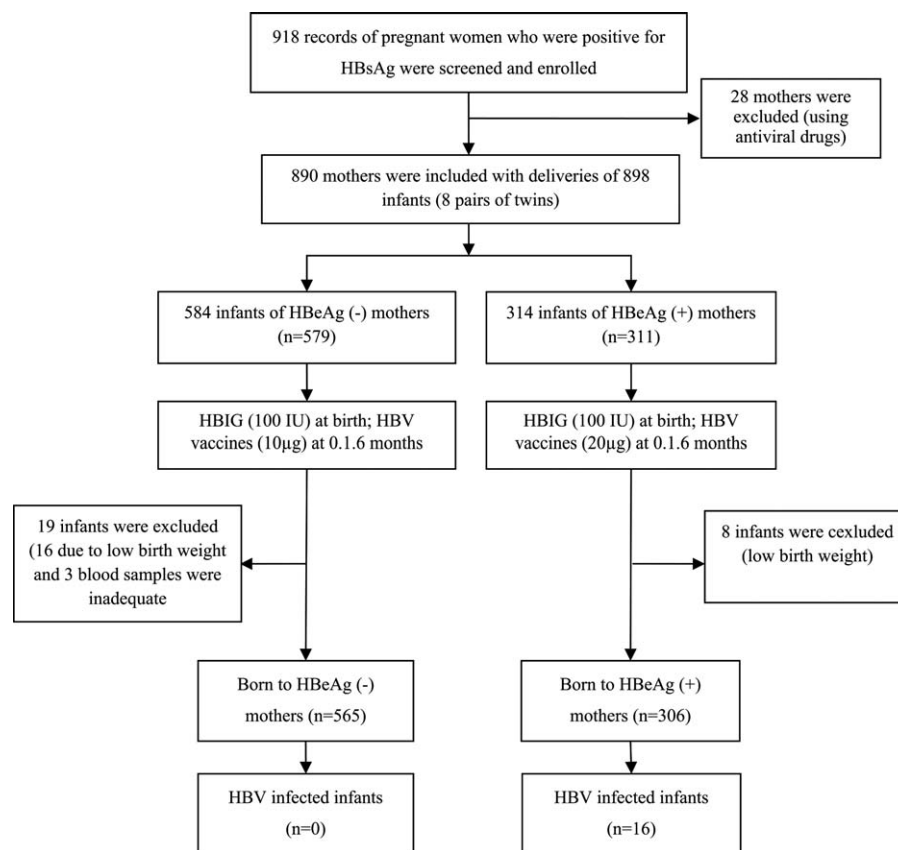 918 records of pregnant women who were positive for
HBsAg were screened and enrolled
28 mothers were
excluded (using
antiviral drugs)
890 mothers were included with deliveries of 898
infants (8 pairs of twins)
584 infants of HBeAg (-) mothers
(n=579)
314 infants of HBeAg (+) mothers
(n=311)
HBIG (100 IU) at birth; HBV
vaccines (10μg) at 0.1.6 months
HBIG (100 IU) at birth; HBV
vaccines (20μg) at 0.1.6 months
19 infants were excluded
(16 due to low birth weight
and 3 blood samples were
inadequate
8 infants were cexluded
(low birth weight)
Born to HBeAg (-)
mothers (n=565)
Born to HBeAg (+)
mothers (n=306)
HBV infected infants
(n=0)
HBV infected infants
(n=16)